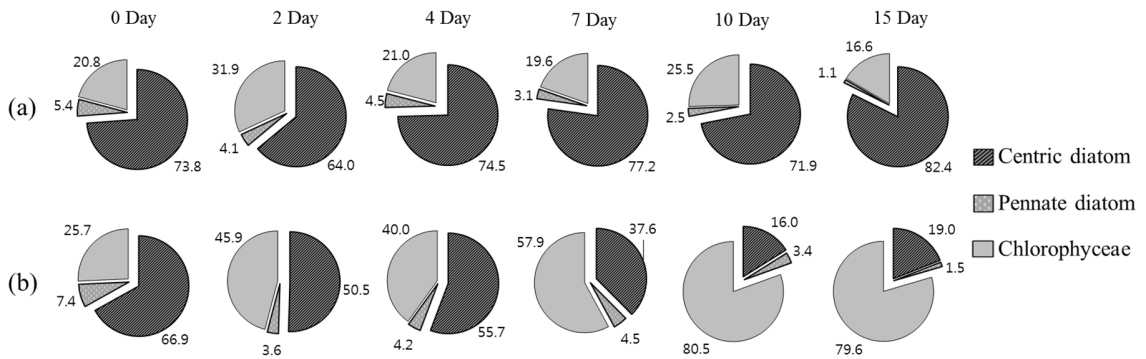 0 Day 2 Day 4 Day 7 Day 10 Day 15 Day
(a)
20.8 5.4 73.8
31.9 4.1 64.0
21.0 4.5 74.5
19.6 3.1 77.2
25.5 2.5 71.9
16.6 1.1 82.4
Centric diatom
Pennate diatom
Chlorophyceae
(b)
25.7 7.4 66.9
45.9 3.6 50.5
40.0 4.2 55.7
57.9 37.6 4.5
16.0 3.4 80.5
19.0 1.5 79.6